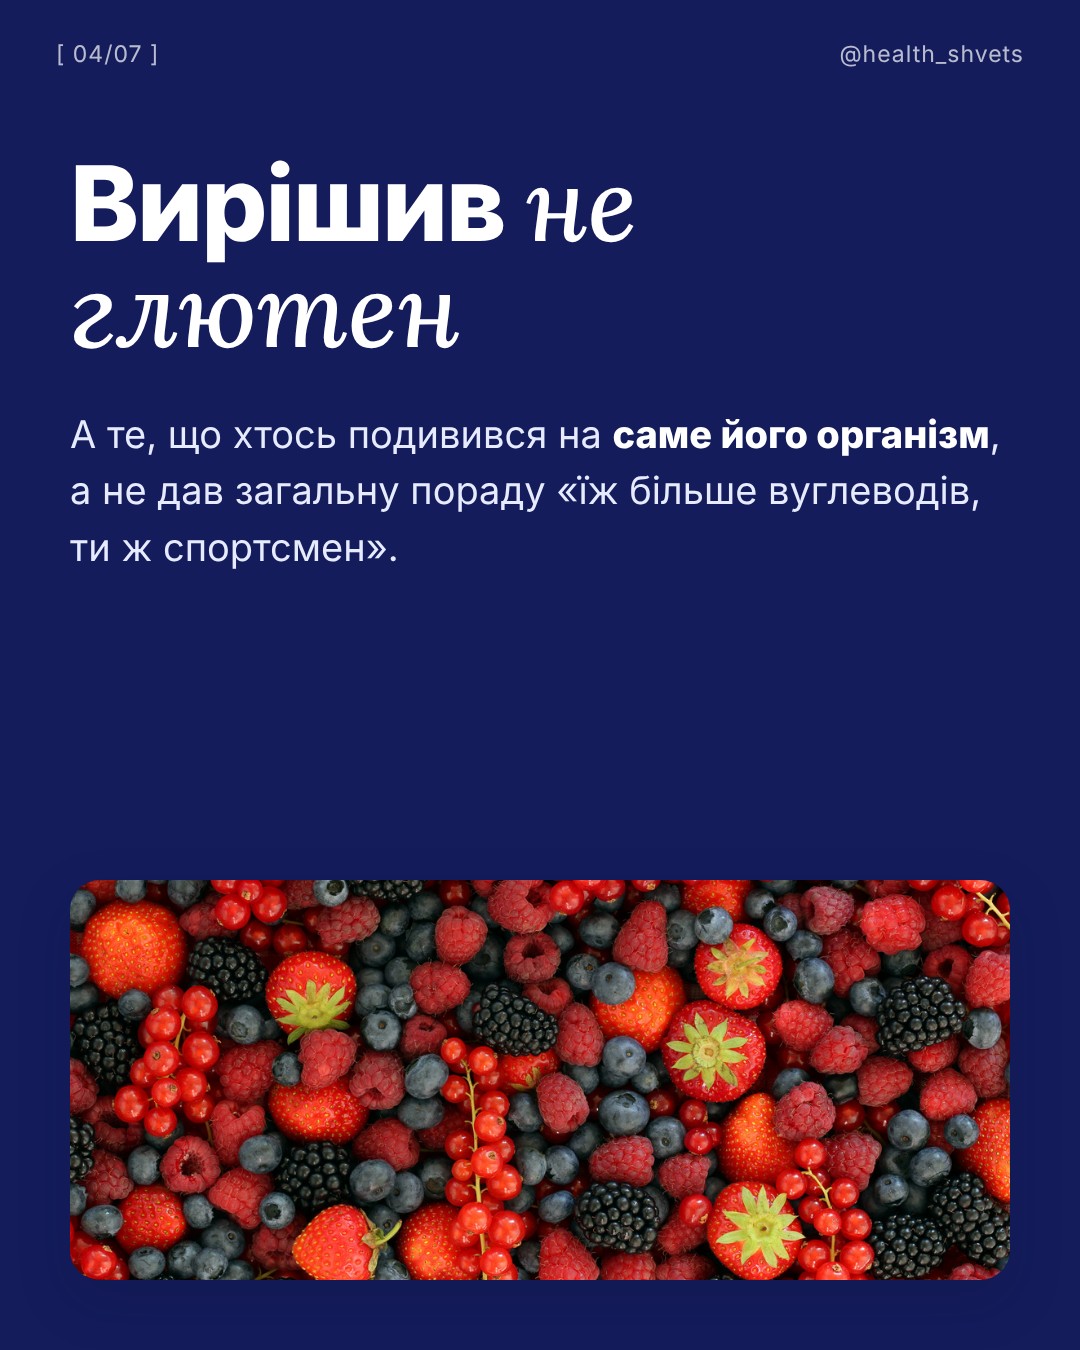 [ 04/07 ]
@health_shvets
Вирішив не
глютен
А те, що хтось подивився на саме його організм,
а не дав загальну пораду «їж більше вуглеводів,
ти ж спортсмен».